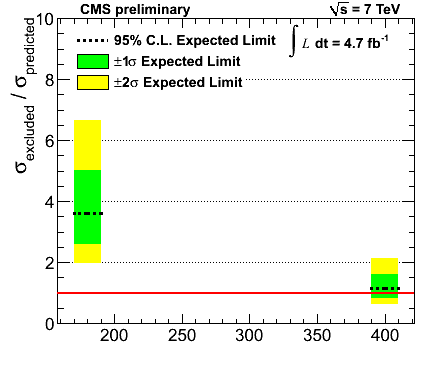 CMS preliminary √s = 7 TeV
95% C.L. Expected Limit
∫ L dt = 4.7 fb⁻¹
±1σ Expected Limit
±2σ Expected Limit
σexcluded / σpredicted
10
8
6
4
2
0
200 250 300 350 400